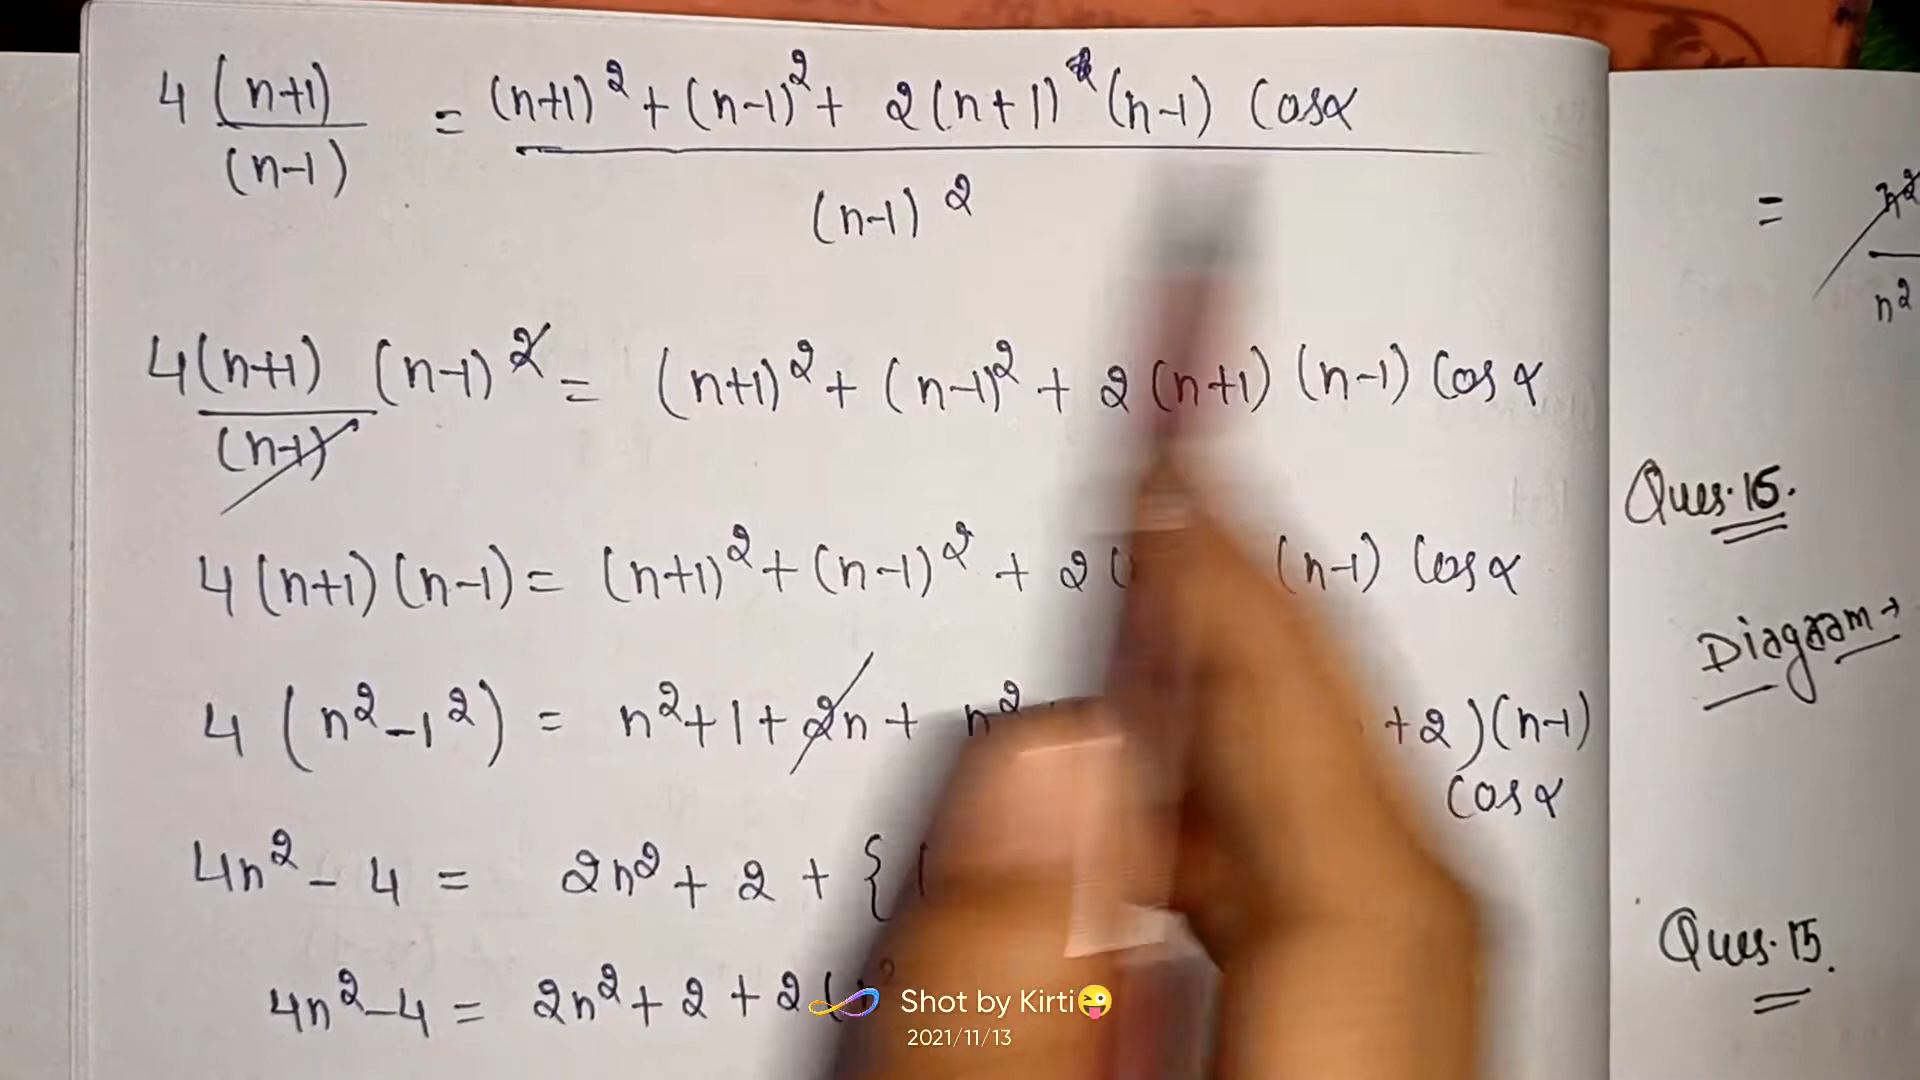 4 (n+1) / (n-1) = (n+1)² + (n-1)² + 2(n+1) (n-1) Cosα / (n-1)²
4(n+1) / (n-1) (n-1)² = (n+1)² + (n-1)² + 2 (n+1) (n-1) Cos α
4 (n+1) (n-1) = (n+1)² + (n-1)² + 2 ( (n-1) Cos α
4 (n² - 1²) = n² + 1 + 2n + n² +2 ) (n-1)
Cos α
4n² - 4 = 2n² + 2 + {
4n² - 4 = 2n² + 2 + 2 (
= n² / n²
Ques. 16.
Diagram →
Ques. 15.
Shot by Kirti😜
2021/11/13